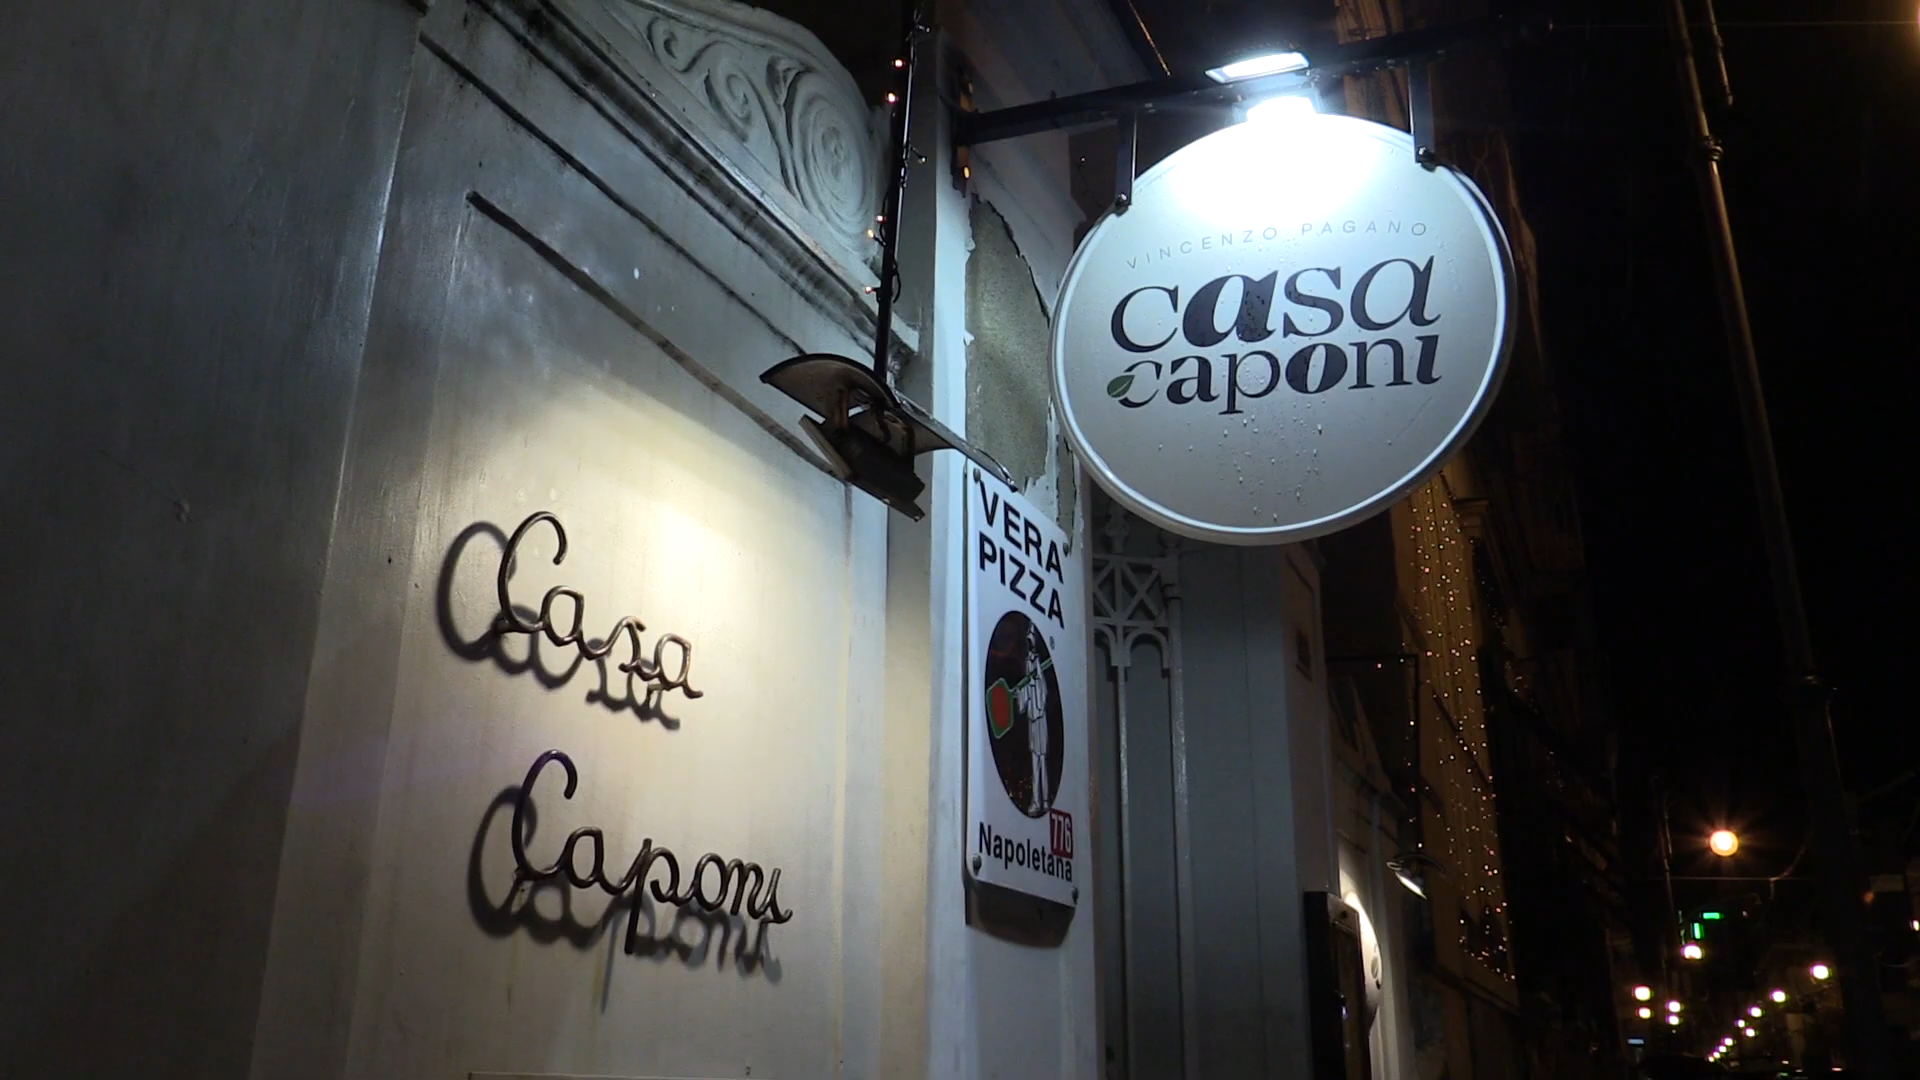 Casa
Caponi
VINCENZO PAGANO
casa
caponi
VERA
PIZZA
®
776
Napoletana